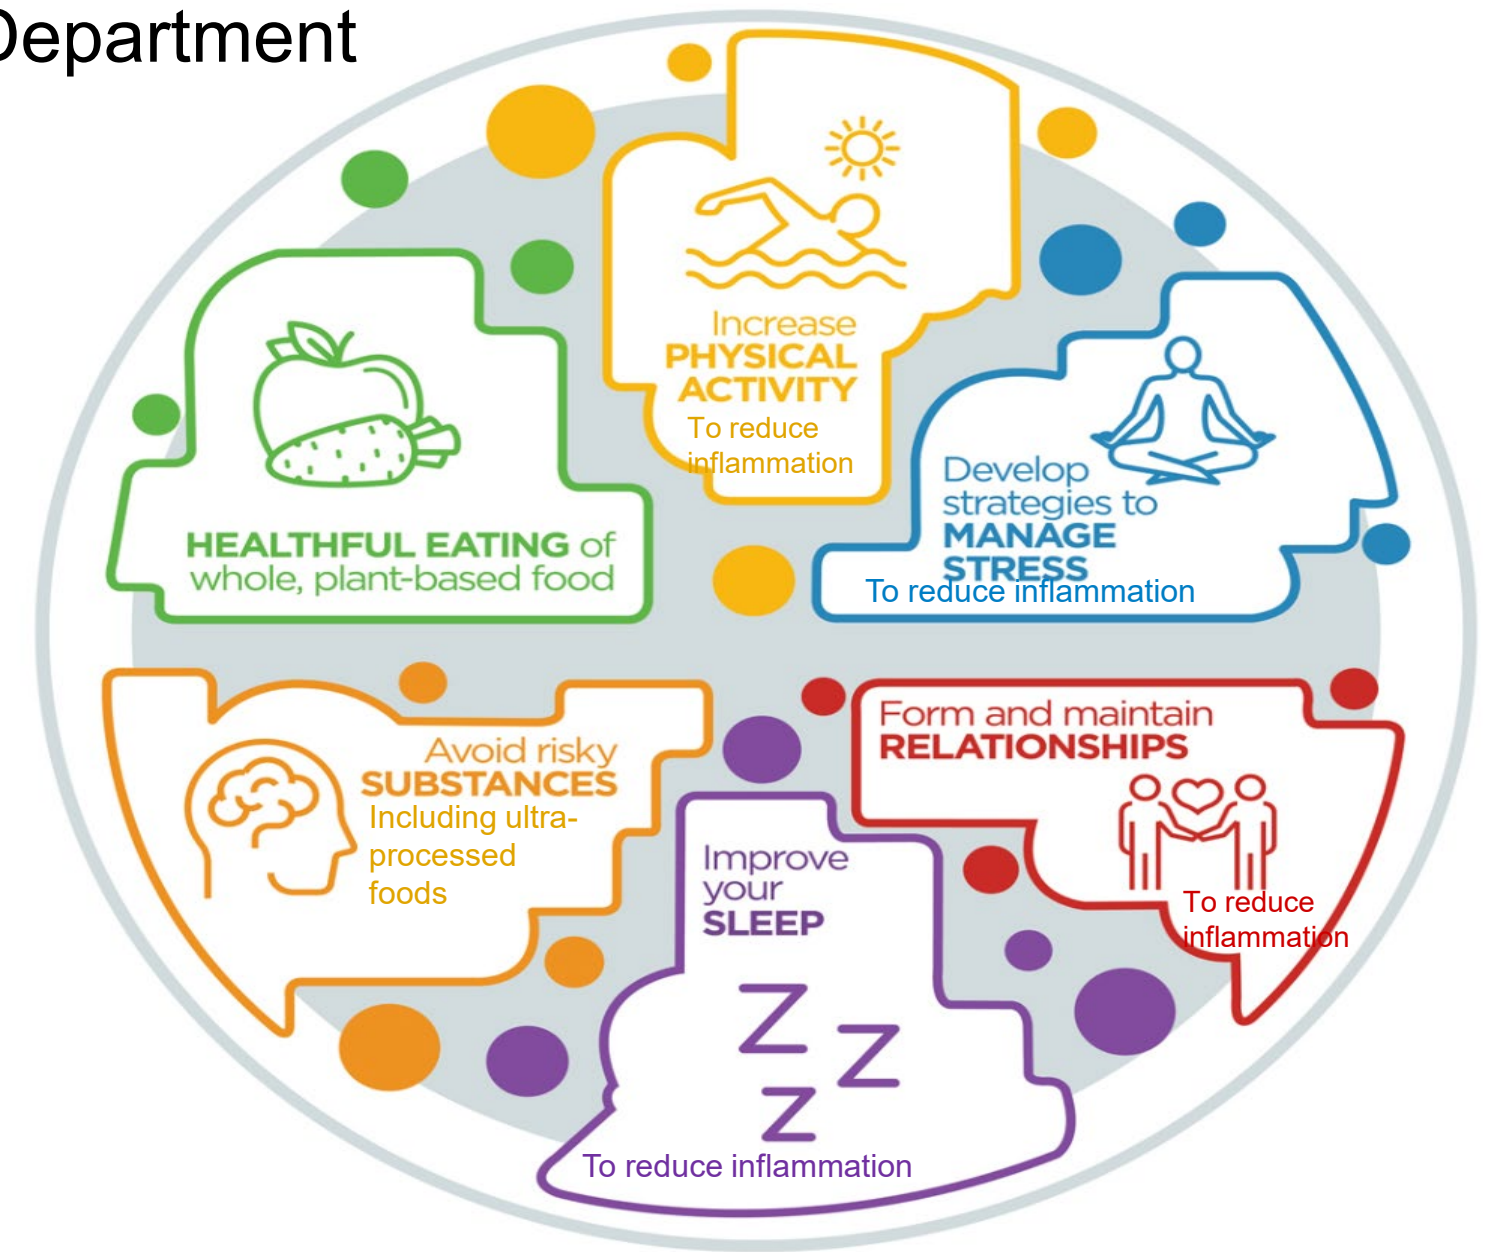 Department
Increase
PHYSICAL
ACTIVITY
To reduce
inflammation
HEALTHFUL EATING of
whole, plant-based food
Develop
strategies to
MANAGE
STRESS
To reduce inflammation
Avoid risky
SUBSTANCES
Including ultra-
processed
foods
Improve
your
SLEEP
Z
Z
Z
To reduce inflammation
Form and maintain
RELATIONSHIPS
To reduce
inflammation